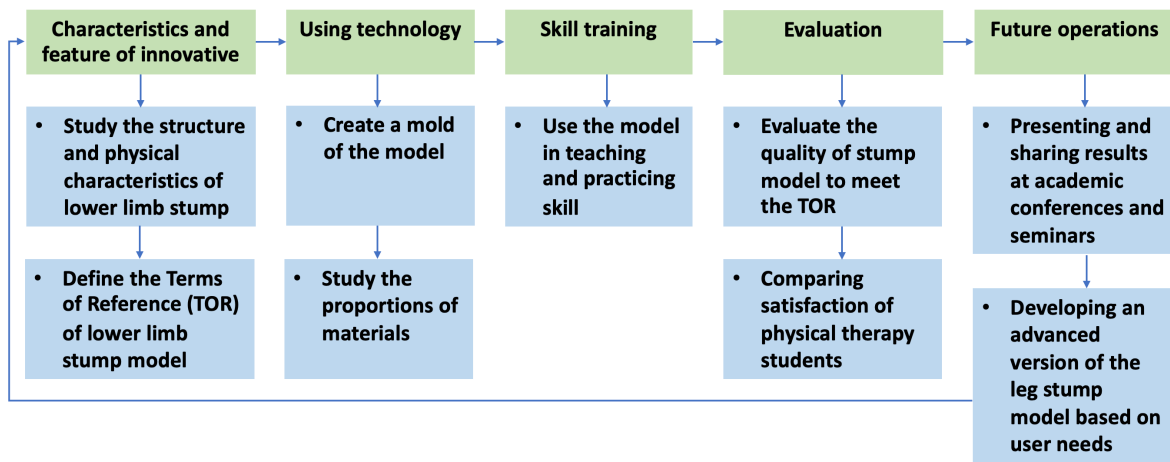 Characteristics and
feature of innovative
Using technology
Skill training
Evaluation
Future operations
• Study the structure
and physical
characteristics of
lower limb stump
• Create a mold
of the model
• Use the model
in teaching
and practicing
skill
• Evaluate the
quality of stump
model to meet
the TOR
• Presenting and
sharing results
at academic
conferences and
seminars
• Define the Terms
of Reference (TOR)
of lower limb
stump model
• Study the
proportions of
materials
• Comparing
satisfaction of
physical therapy
students
• Developing an
advanced
version of the
leg stump
model based on
user needs